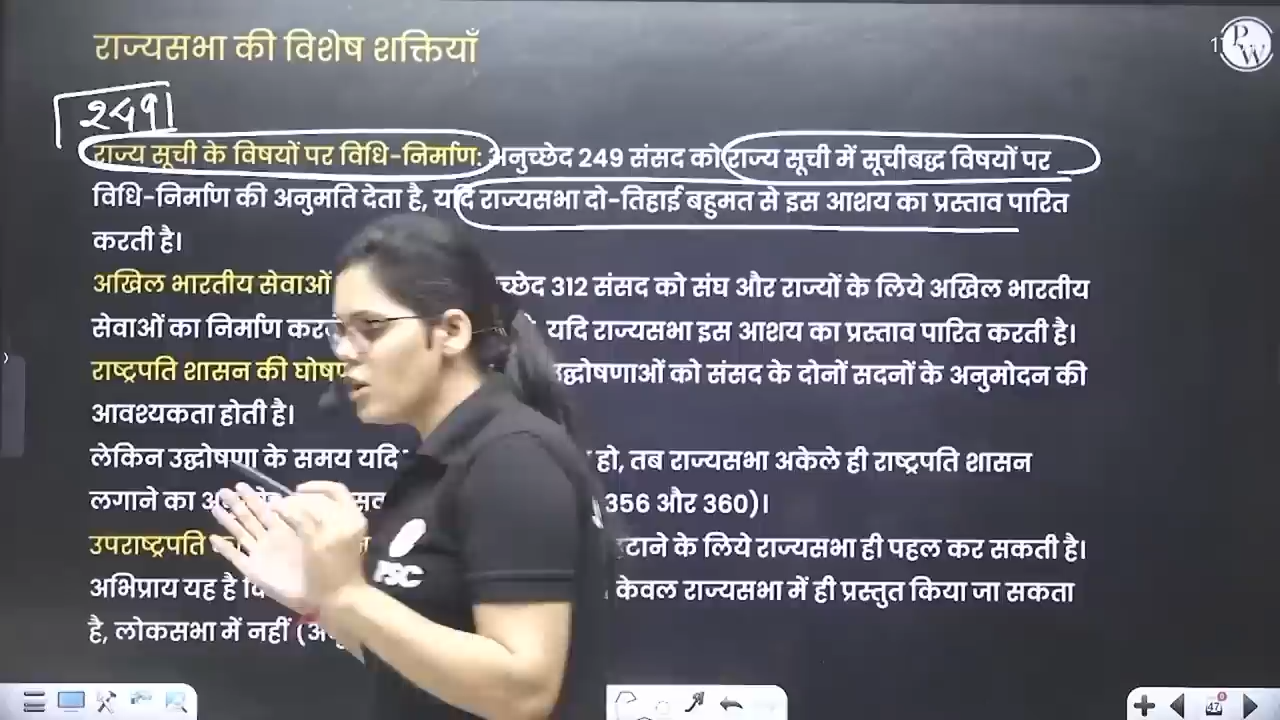 राज्यसभा की विशेष शक्तियाँ
PW
249
राज्य सूची के विषयों पर विधि-निर्माण: अनुच्छेद 249 संसद को राज्य सूची में सूचीबद्ध विषयों पर
विधि-निर्माण की अनुमति देता है, यदि राज्यसभा दो-तिहाई बहुमत से इस आशय का प्रस्ताव पारित
करती है।
अखिल भारतीय सेवाओं 312 संसद को संघ और राज्यों के लिये अखिल भारतीय
सेवाओं का निर्माण यदि राज्यसभा इस आशय का प्रस्ताव पारित करती है।
राष्ट्रपति शासन की उद्घोषणाओं को संसद के दोनों सदनों के अनुमोदन की
आवश्यकता होती है।
लेकिन उद्घोषणा के समय यदि हो, तब राज्यसभा अकेले ही राष्ट्रपति शासन
लगाने का 356 और 360)।
उपराष्ट्रपति के लिये राज्यसभा ही पहल कर सकती है।
अभिप्राय यह है केवल राज्यसभा में ही प्रस्तुत किया जा सकता
है, लोकसभा में नहीं
47